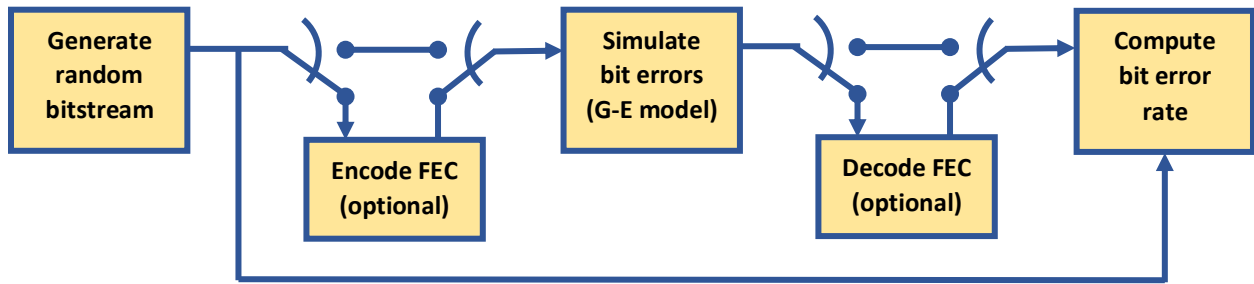 Generate
random
bitstream
Encode FEC
(optional)
Simulate
bit errors
(G-E model)
Decode FEC
(optional)
Compute
bit error
rate